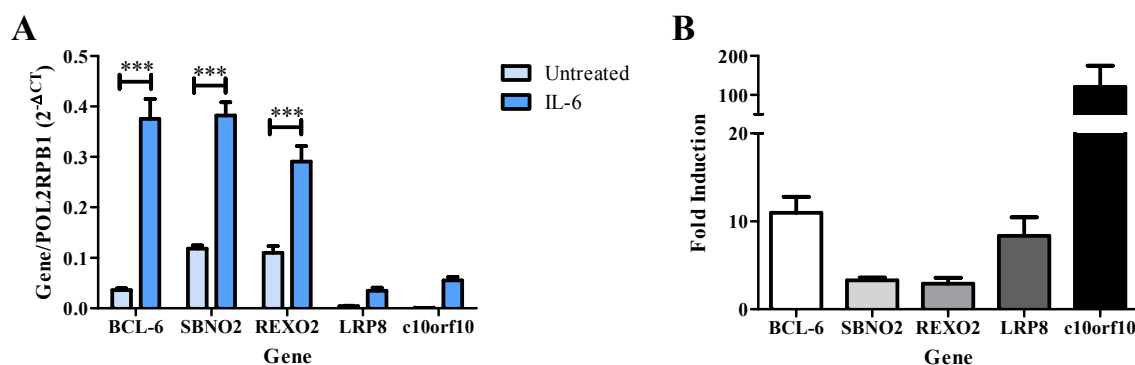 A
Gene/POL2RPB1 (2^-ΔCT)
0.5
0.4
0.3
0.2
0.1
0.0
***
***
***
BCL-6 SBNO2 REXO2 LRP8 c10orf10
Gene
Untreated
IL-6
B
Fold Induction
200
100
20
10
0
BCL-6 SBNO2 REXO2 LRP8 c10orf10
Gene